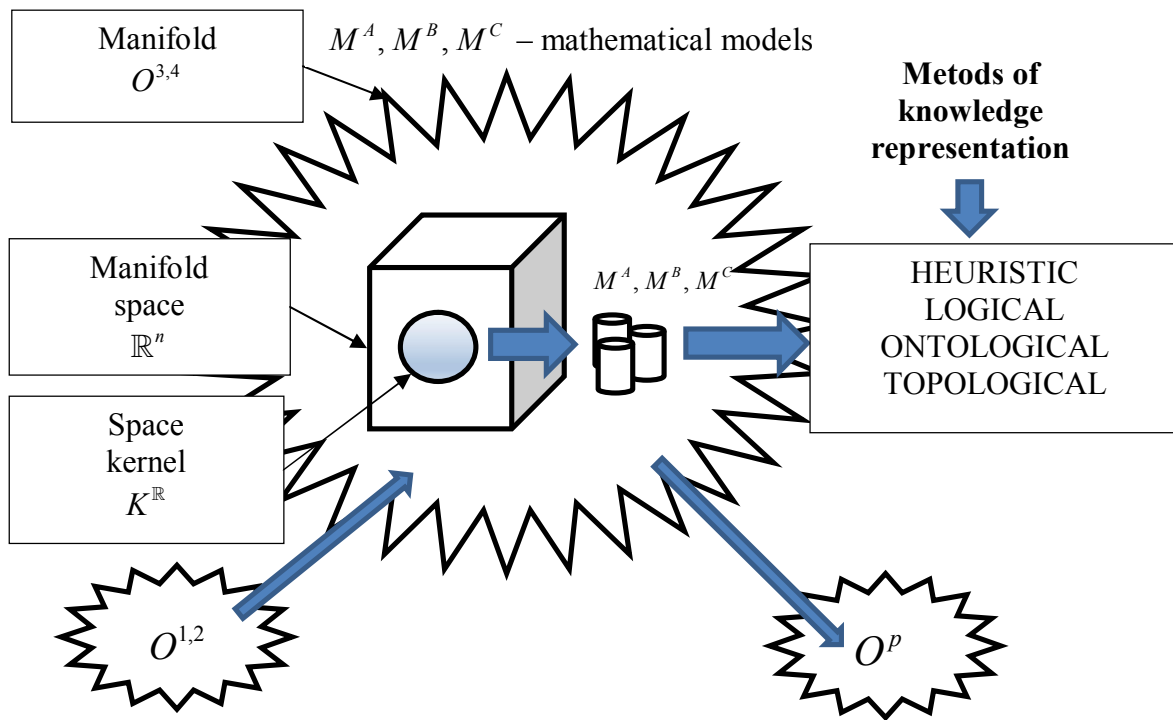 Manifold
O^{3,4}
M^A, M^B, M^C – mathematical models
Metods of
knowledge
representation
Manifold
space
ℝ^n
M^A, M^B, M^C
HEURISTIC
LOGICAL
ONTOLOGICAL
TOPOLOGICAL
Space
kernel
K^ℝ
O^{1,2}
O^p